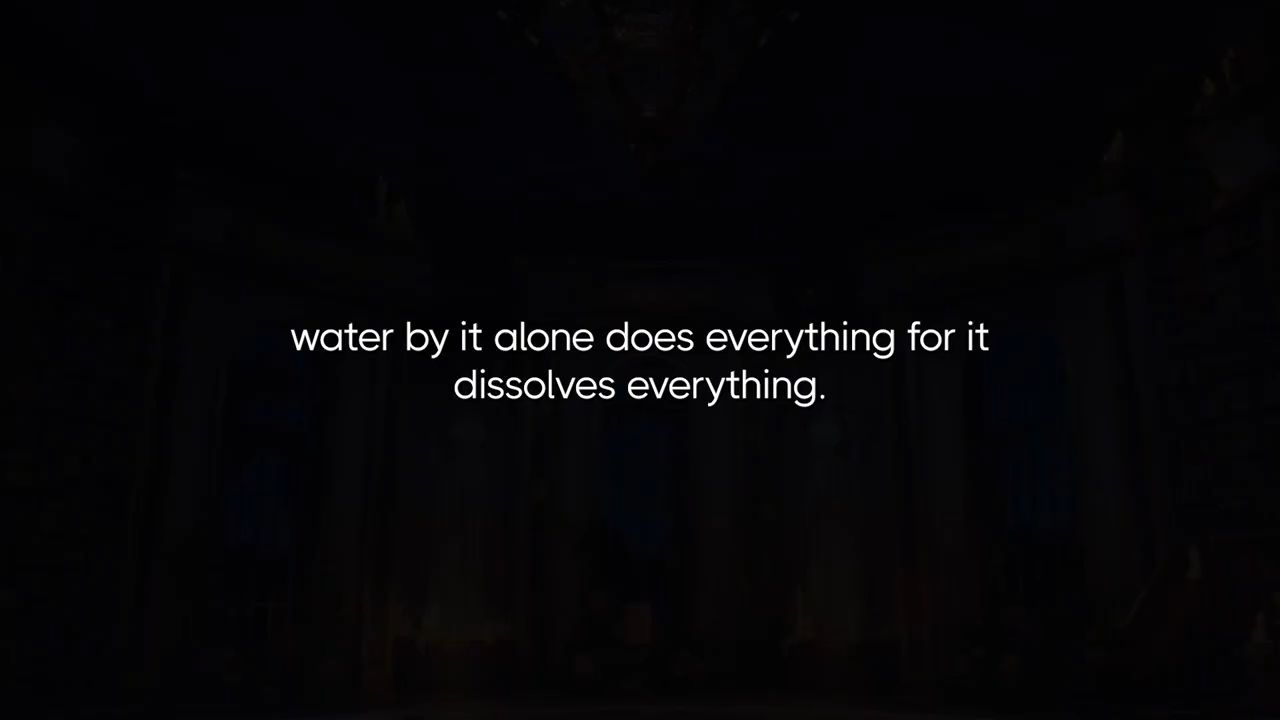 water by it alone does everything for it
dissolves everything.